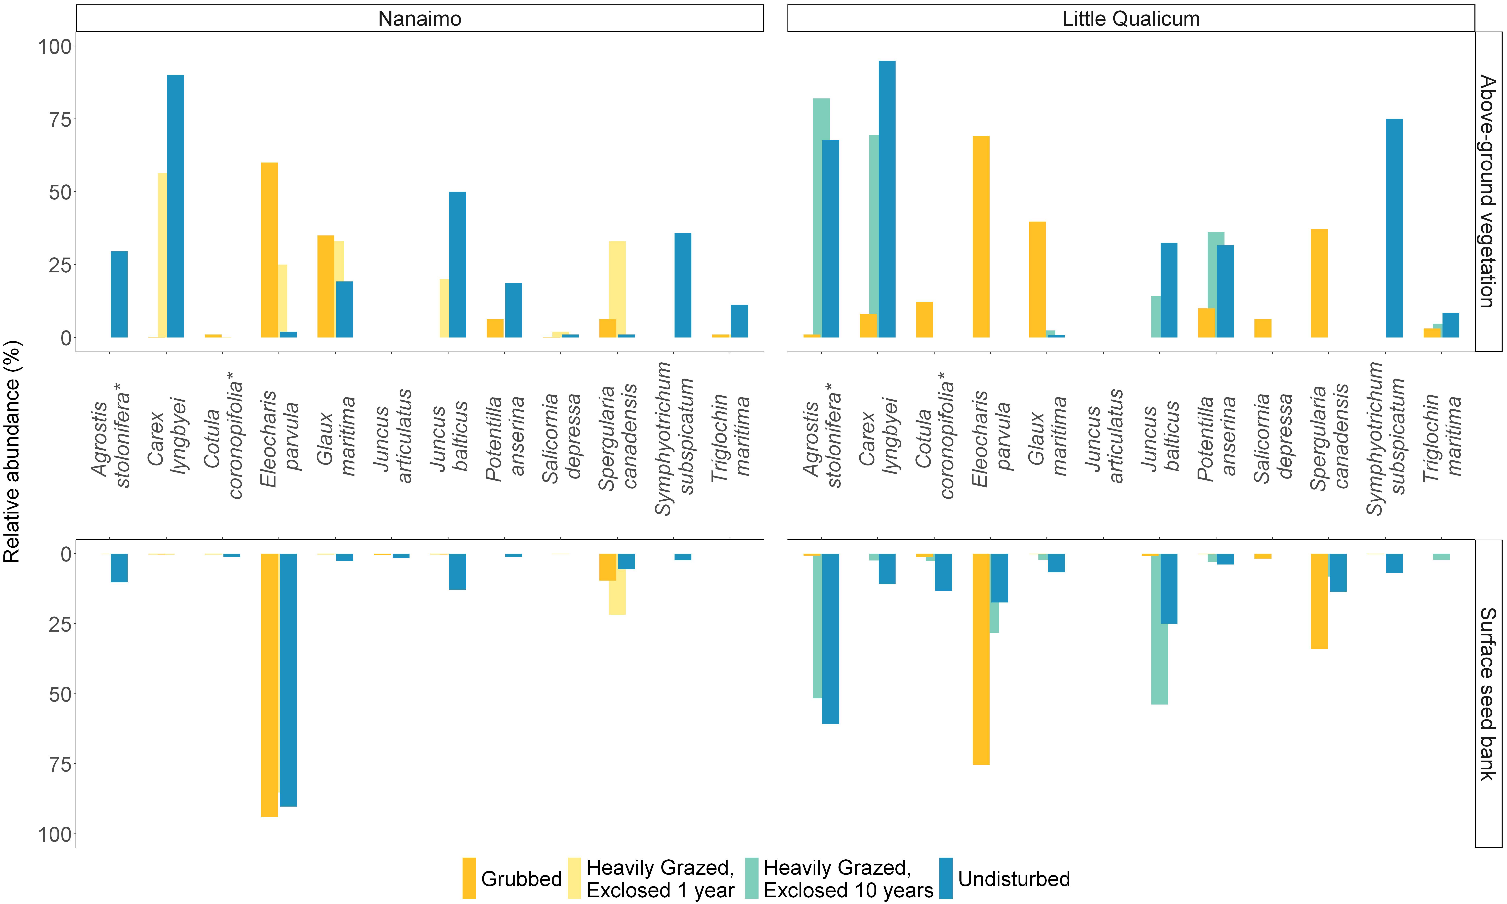 Nanaimo
Little Qualicum
Relative abundance (%)
100
75
50
25
0
Above-ground vegetation
Agrostis
stolonifera*
Carex
lyngbyei
Cotula
coronopifolia*
Eleocharis
parvula
Glaux
maritima
Juncus
articulatus
Juncus
balticus
Potentilla
anserina
Salicornia
depressa
Spergularia
canadensis
Symphyotrichum
subspicatum
Triglochin
maritima
Agrostis
stolonifera*
Carex
lyngbyei
Cotula
coronopifolia*
Eleocharis
parvula
Glaux
maritima
Juncus
articulatus
Juncus
balticus
Potentilla
anserina
Salicornia
depressa
Spergularia
canadensis
Symphyotrichum
subspicatum
Triglochin
maritima
0
25
50
75
100
Surface seed bank
Grubbed
Heavily Grazed,
Exclosed 1 year
Heavily Grazed,
Exclosed 10 years
Undisturbed